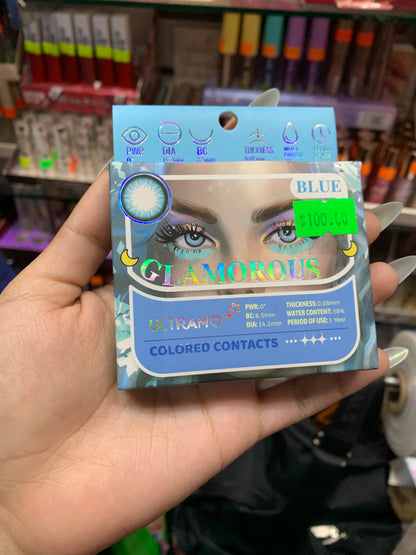 PWR DIA BC THICKNESS
BLUE
$100.00
GLAMOROUS
ULTRAMO
PWR: 0°
BC: 8.5mm
DIA: 14.2mm
THICKNESS: 0.08mm
WATER CONTENT: 38%
PERIOD OF USE: 1 Year
COLORED CONTACTS